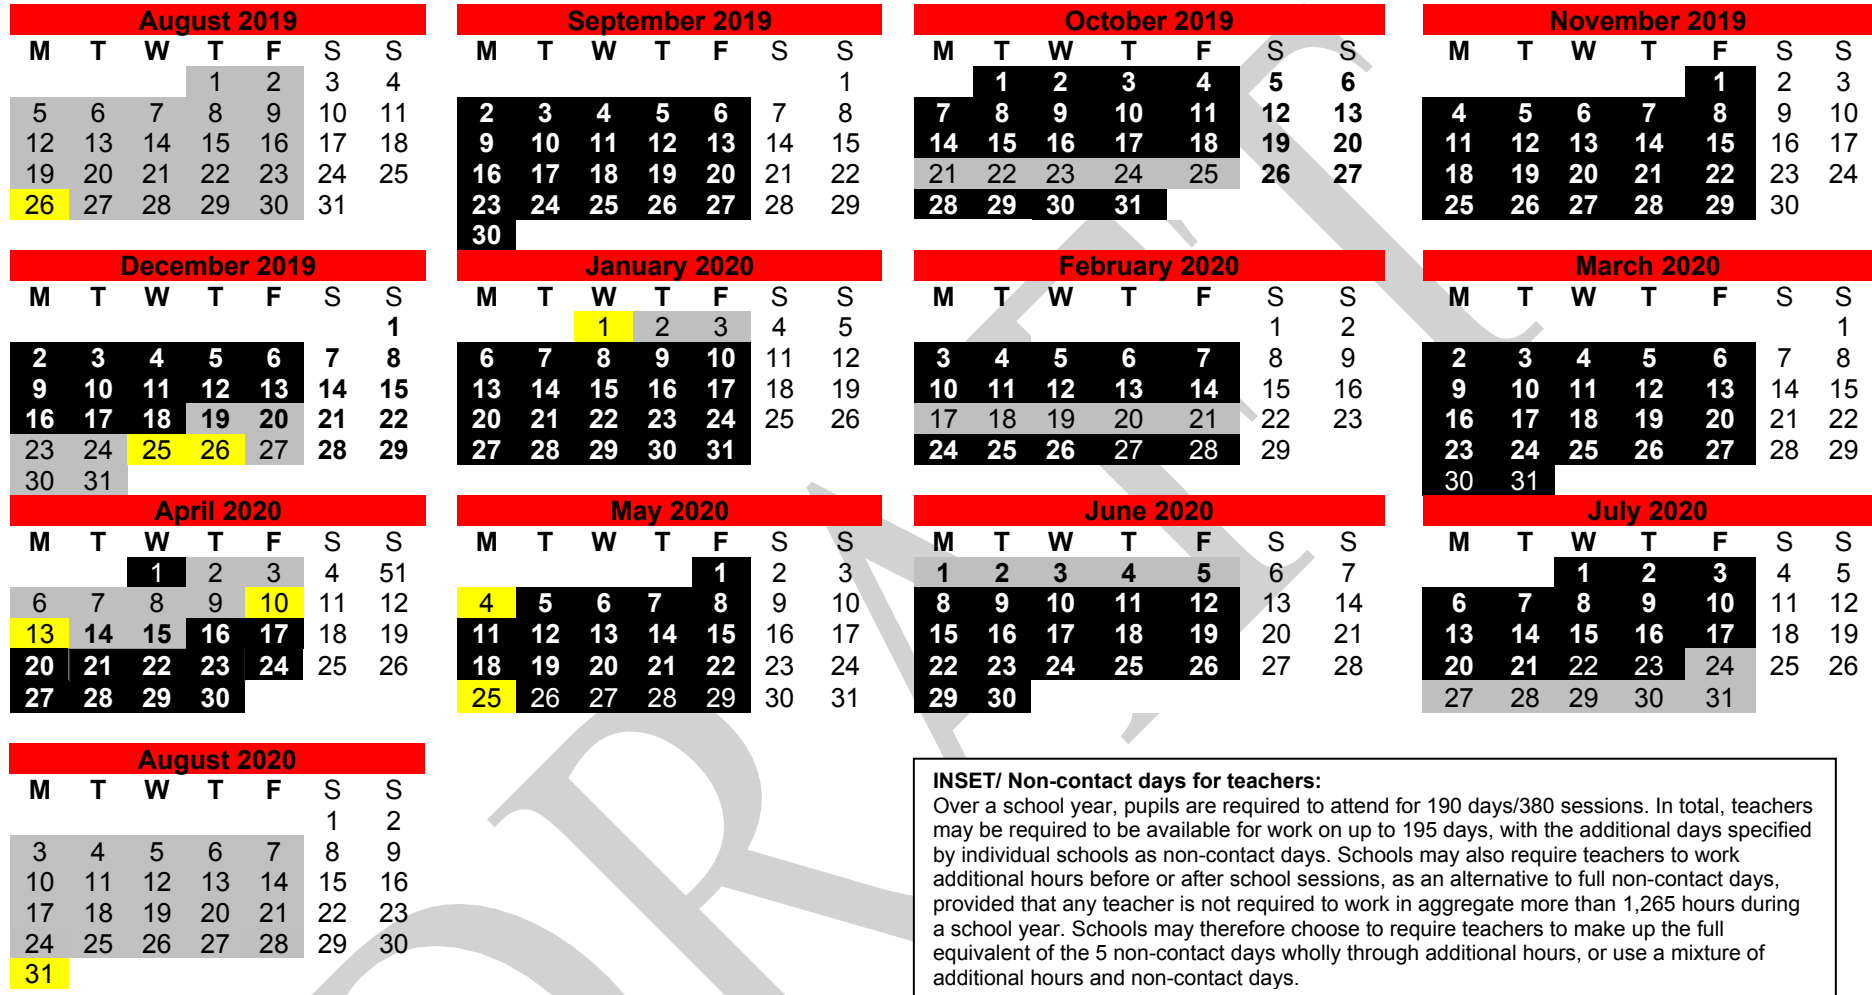 August 2019
M T W T F S S
1 2 3 4
5 6 7 8 9 10 11
12 13 14 15 16 17 18
19 20 21 22 23 24 25
26 27 28 29 30 31
September 2019
M T W T F S S
1
2 3 4 5 6 7 8
9 10 11 12 13 14 15
16 17 18 19 20 21 22
23 24 25 26 27 28 29
30
October 2019
M T W T F S S
1 2 3 4 5 6
7 8 9 10 11 12 13
14 15 16 17 18 19 20
21 22 23 24 25 26 27
28 29 30 31
November 2019
M T W T F S S
1 2 3
4 5 6 7 8 9 10
11 12 13 14 15 16 17
18 19 20 21 22 23 24
25 26 27 28 29 30
December 2019
M T W T F S S
1
2 3 4 5 6 7 8
9 10 11 12 13 14 15
16 17 18 19 20 21 22
23 24 25 26 27 28 29
30 31
January 2020
M T W T F S S
1 2 3 4 5
6 7 8 9 10 11 12
13 14 15 16 17 18 19
20 21 22 23 24 25 26
27 28 29 30 31
February 2020
M T W T F S S
1 2
3 4 5 6 7 8 9
10 11 12 13 14 15 16
17 18 19 20 21 22 23
24 25 26 27 28 29
March 2020
M T W T F S S
1
2 3 4 5 6 7 8
9 10 11 12 13 14 15
16 17 18 19 20 21 22
23 24 25 26 27 28 29
30 31
April 2020
M T W T F S S
1 2 3 4 51
6 7 8 9 10 11 12
13 14 15 16 17 18 19
20 21 22 23 24 25 26
27 28 29 30
May 2020
M T W T F S S
1 2 3
4 5 6 7 8 9 10
11 12 13 14 15 16 17
18 19 20 21 22 23 24
25 26 27 28 29 30 31
June 2020
M T W T F S S
1 2 3 4 5 6 7
8 9 10 11 12 13 14
15 16 17 18 19 20 21
22 23 24 25 26 27 28
29 30
July 2020
M T W T F S S
1 2 3 4 5
6 7 8 9 10 11 12
13 14 15 16 17 18 19
20 21 22 23 24 25 26
27 28 29 30 31
August 2020
M T W T F S S
1 2
3 4 5 6 7 8 9
10 11 12 13 14 15 16
17 18 19 20 21 22 23
24 25 26 27 28 29 30
31
INSET/ Non-contact days for teachers:
Over a school year, pupils are required to attend for 190 days/380 sessions. In total, teachers
may be required to be available for work on up to 195 days, with the additional days specified
by individual schools as non-contact days. Schools may also require teachers to work
additional hours before or after school sessions, as an alternative to full non-contact days,
provided that any teacher is not required to work in aggregate more than 1,265 hours during
a school year. Schools may therefore choose to require teachers to make up the full
equivalent of the 5 non-contact days wholly through additional hours, or use a mixture of
additional hours and non-contact days.